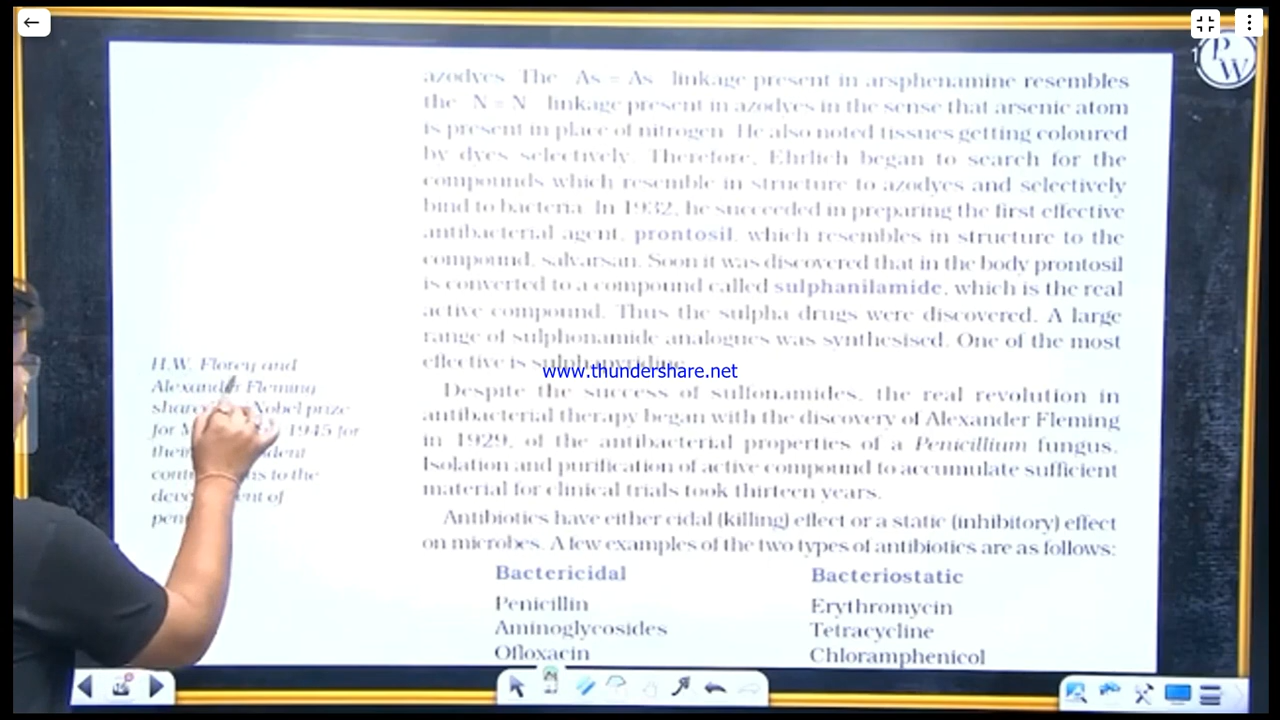 azodyes. The As = As linkage present in arsphenamine resembles
the N = N linkage present in azodyes in the sense that arsenic atom
is present in place of nitrogen. He also noted tissues getting coloured
by dyes selectively. Therefore, Ehrlich began to search for the
compounds which resemble in structure to azodyes and selectively
bind to bacteria. In 1932, he succeeded in preparing the first effective
antibacterial agent, prontosil, which resembles in structure to the
compound, salvarsan. Soon it was discovered that in the body prontosil
is converted to a compound called sulphanilamide, which is the real
active compound. Thus the sulpha drugs were discovered. A large
range of sulphonamide analogues was synthesised. One of the most
effective is sulphapyridine.
www.thundershare.net
H.W. Florey and
Alexander Fleming
Nobel prize
for 1945 for
to the
of
Despite the success of sulfonamides, the real revolution in
antibacterial therapy began with the discovery of Alexander Fleming
in 1929, of the antibacterial properties of a Penicillium fungus.
Isolation and purification of active compound to accumulate sufficient
material for clinical trials took thirteen years.
Antibiotics have either cidal (killing) effect or a static (inhibitory) effect
on microbes. A few examples of the two types of antibiotics are as follows:
Bactericidal Bacteriostatic
Penicillin Erythromycin
Aminoglycosides Tetracycline
Ofloxacin Chloramphenicol
PW